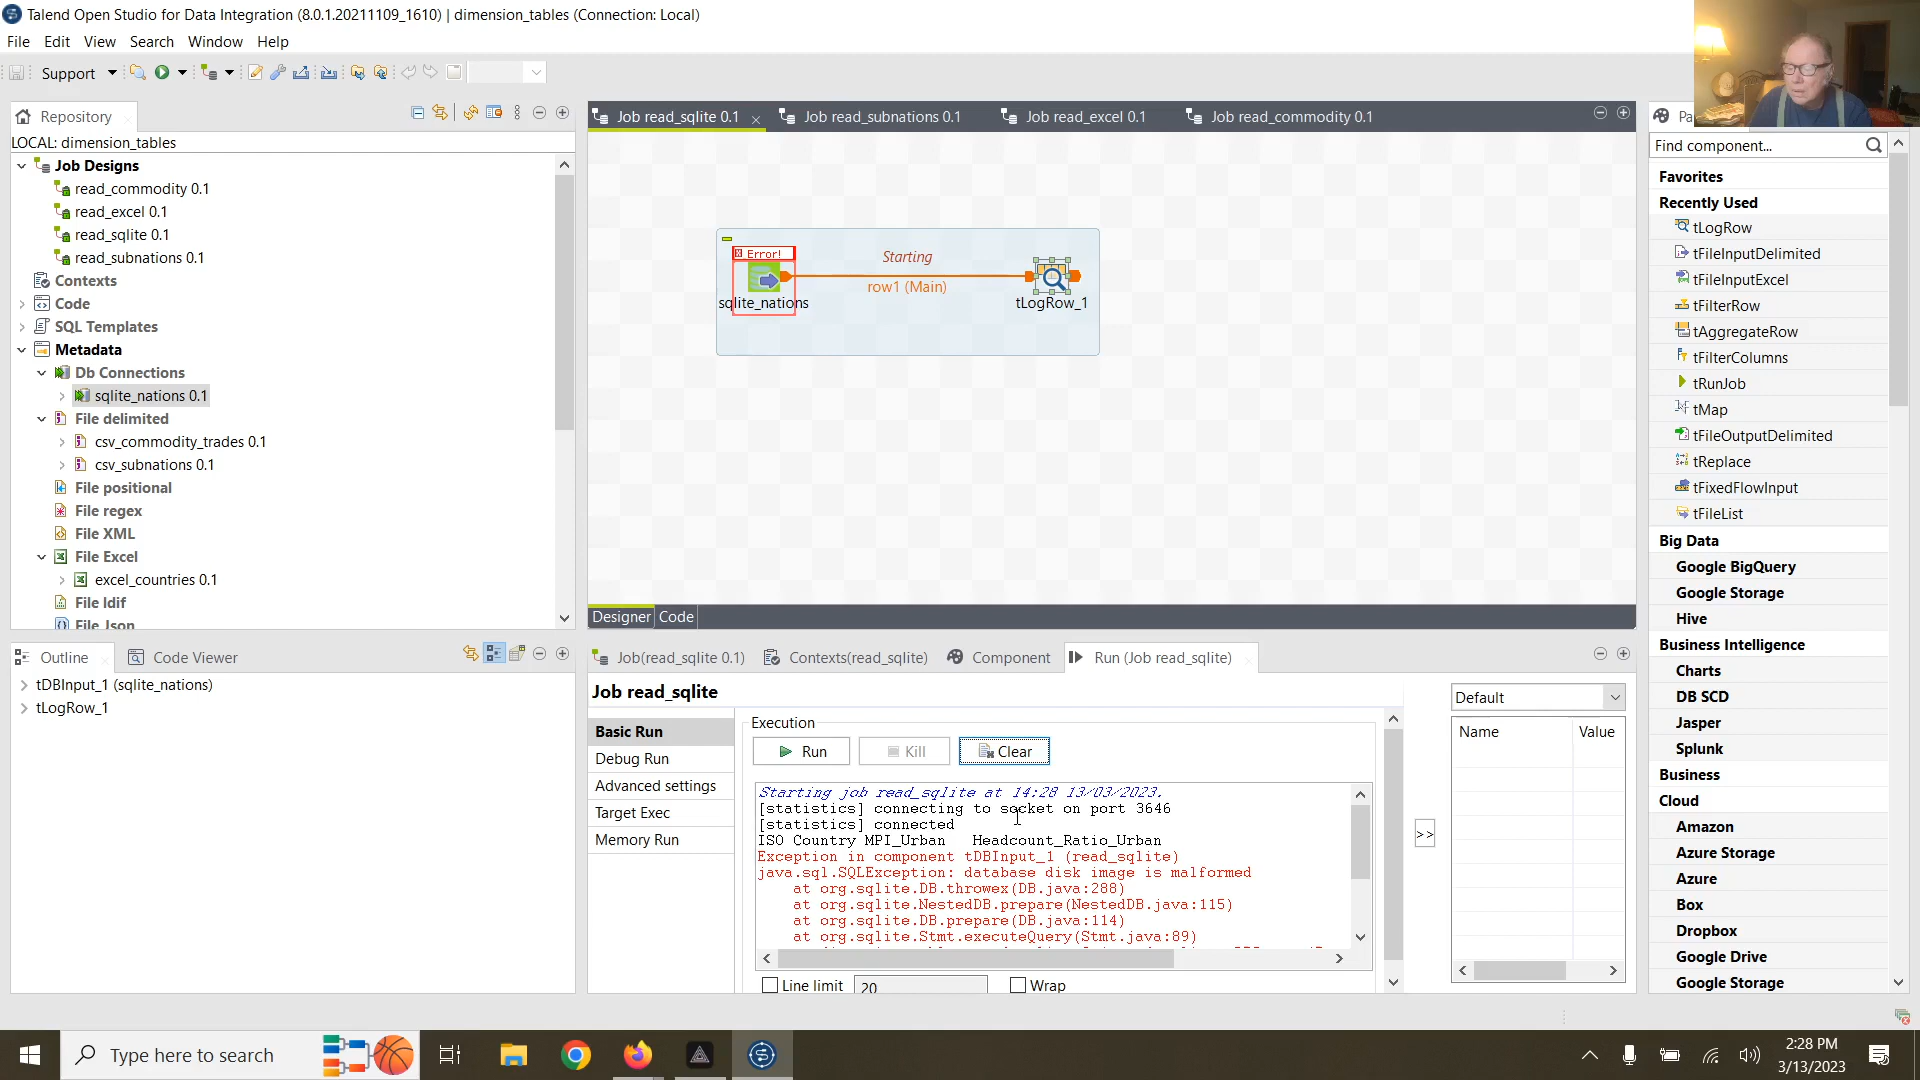 Talend Open Studio for Data Integration (8.0.1.20211109_1610) | dimension_tables (Connection: Local)
File Edit View Search Window Help
Support
Repository
LOCAL: dimension_tables
Job Designs
read_commodity 0.1
read_excel 0.1
read_sqlite 0.1
read_subnations 0.1
Contexts
Code
SQL Templates
Metadata
Db Connections
sqlite_nations 0.1
File delimited
csv_commodity_trades 0.1
csv_subnations 0.1
File positional
File regex
File XML
File Excel
excel_countries 0.1
File ldif
File Json
Job read_sqlite 0.1
Job read_subnations 0.1
Job read_excel 0.1
Job read_commodity 0.1
Error!
Starting
row1 (Main)
sqlite_nations
tLogRow_1
Designer
Code
Find component...
Favorites
Recently Used
tLogRow
tFileInputDelimited
tFileInputExcel
tFilterRow
tAggregateRow
tFilterColumns
tRunJob
tMap
tFileOutputDelimited
tReplace
tFixedFlowInput
tFileList
Big Data
Google BigQuery
Google Storage
Hive
Business Intelligence
Charts
DB SCD
Jasper
Splunk
Business
Cloud
Amazon
Azure Storage
Azure
Box
Dropbox
Google Drive
Google Storage
Outline
Code Viewer
tDBInput_1 (sqlite_nations)
tLogRow_1
Job(read_sqlite 0.1)
Contexts(read_sqlite)
Component
Run (Job read_sqlite)
Job read_sqlite
Basic Run
Debug Run
Advanced settings
Target Exec
Memory Run
Execution
Run
Kill
Clear
Starting job read_sqlite at 14:28 13/03/2023.
[statistics] connecting to socket on port 3646
[statistics] connected
ISO Country MPI_Urban Headcount_Ratio_Urban
Exception in component tDBInput_1 (read_sqlite)
java.sql.SQLException: database disk image is malformed
at org.sqlite.DB.throwex(DB.java:288)
at org.sqlite.NestedDB.prepare(NestedDB.java:115)
at org.sqlite.DB.prepare(DB.java:114)
at org.sqlite.Stmt.executeQuery(Stmt.java:89)
Line limit 20
Wrap
Default
Name Value
>>
Type here to search
2:28 PM
3/13/2023